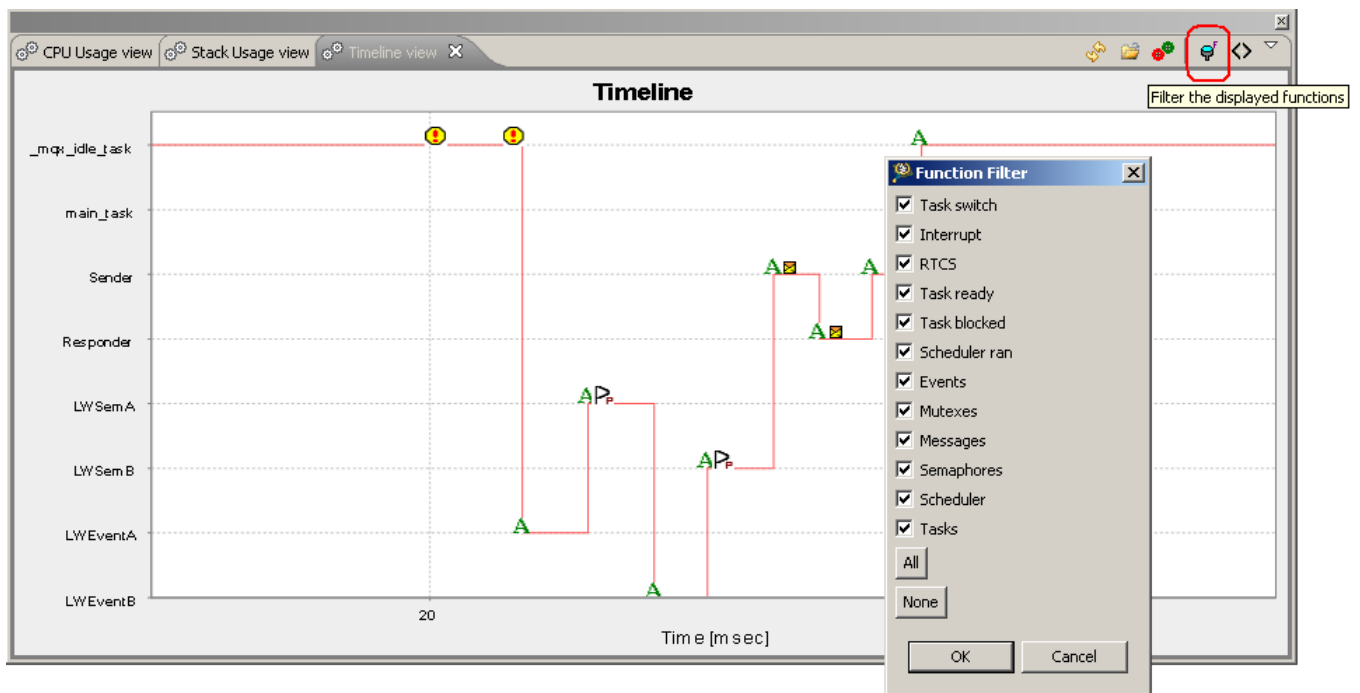 CPU Usage view Stack Usage view Timeline view
Filter the displayed functions
Timeline
_mqx_idle_task
main_task
Sender
Responder
LWSemA
LWSemB
LWEventA
LWEventB
20
Time [msec]
A
A
A
A
A
A PP
A PP
A
A
Function Filter
Task switch
Interrupt
RTCS
Task ready
Task blocked
Scheduler ran
Events
Mutexes
Messages
Semaphores
Scheduler
Tasks
All
None
OK Cancel